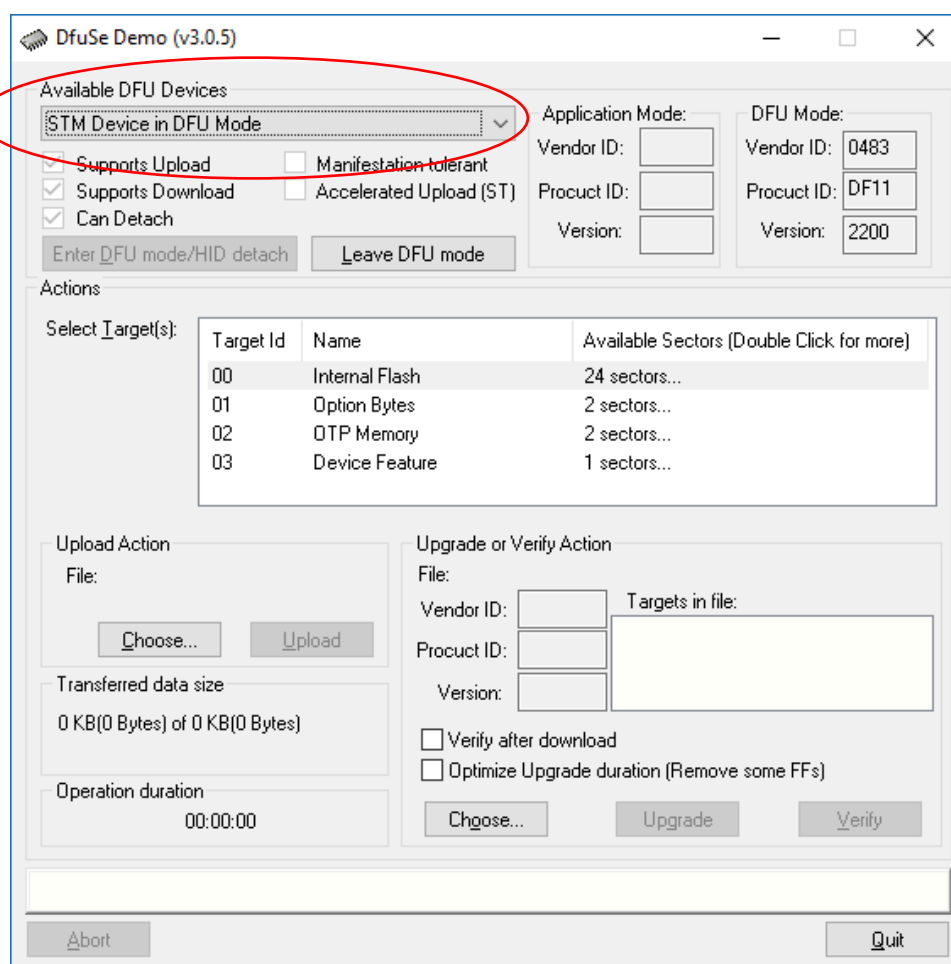 DfuSe Demo (v3.0.5)
Available DFU Devices
STM Device in DFU Mode
Supports Upload
Manifestation tolerant
Supports Download
Accelerated Upload (ST)
Can Detach
Enter DFU mode/HID detach
Leave DFU mode
Application Mode:
Vendor ID:
Procuct ID:
Version:
DFU Mode:
Vendor ID: 0483
Procuct ID: DF11
Version: 2200
Actions
Select Target(s):
Target Id Name Available Sectors (Double Click for more)
00 Internal Flash 24 sectors...
01 Option Bytes 2 sectors...
02 OTP Memory 2 sectors...
03 Device Feature 1 sectors...
Upload Action
File:
Choose... Upload
Transferred data size
0 KB(0 Bytes) of 0 KB(0 Bytes)
Operation duration
00:00:00
Upgrade or Verify Action
File:
Vendor ID:
Procuct ID:
Version:
Targets in file:
Verify after download
Optimize Upgrade duration (Remove some FFs)
Choose... Upgrade Verify
Abort Quit